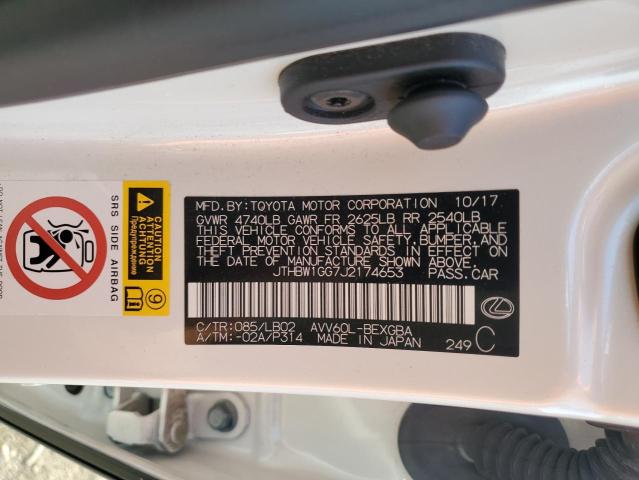 MFD. BY: TOYOTA MOTOR CORPORATION 10/17
GVWR 4740LB GAWR FR 2625LB RR 2540LB
THIS VEHICLE CONFORMS TO ALL APPLICABLE
FEDERAL MOTOR VEHICLE SAFETY, BUMPER, AND
THEFT PREVENTION STANDARDS IN EFFECT ON
THE DATE OF MANUFACTURE SHOWN ABOVE.
JTHBW1GG7J2174653 PASS.CAR
C/TR:085/LB02 AVV60L-BEXGBA
A/TM:-02A/P314 MADE IN JAPAN 249 C
CAUTION
ATTENTION
ACHTUNG
9
SRS SIDE AIRBAG